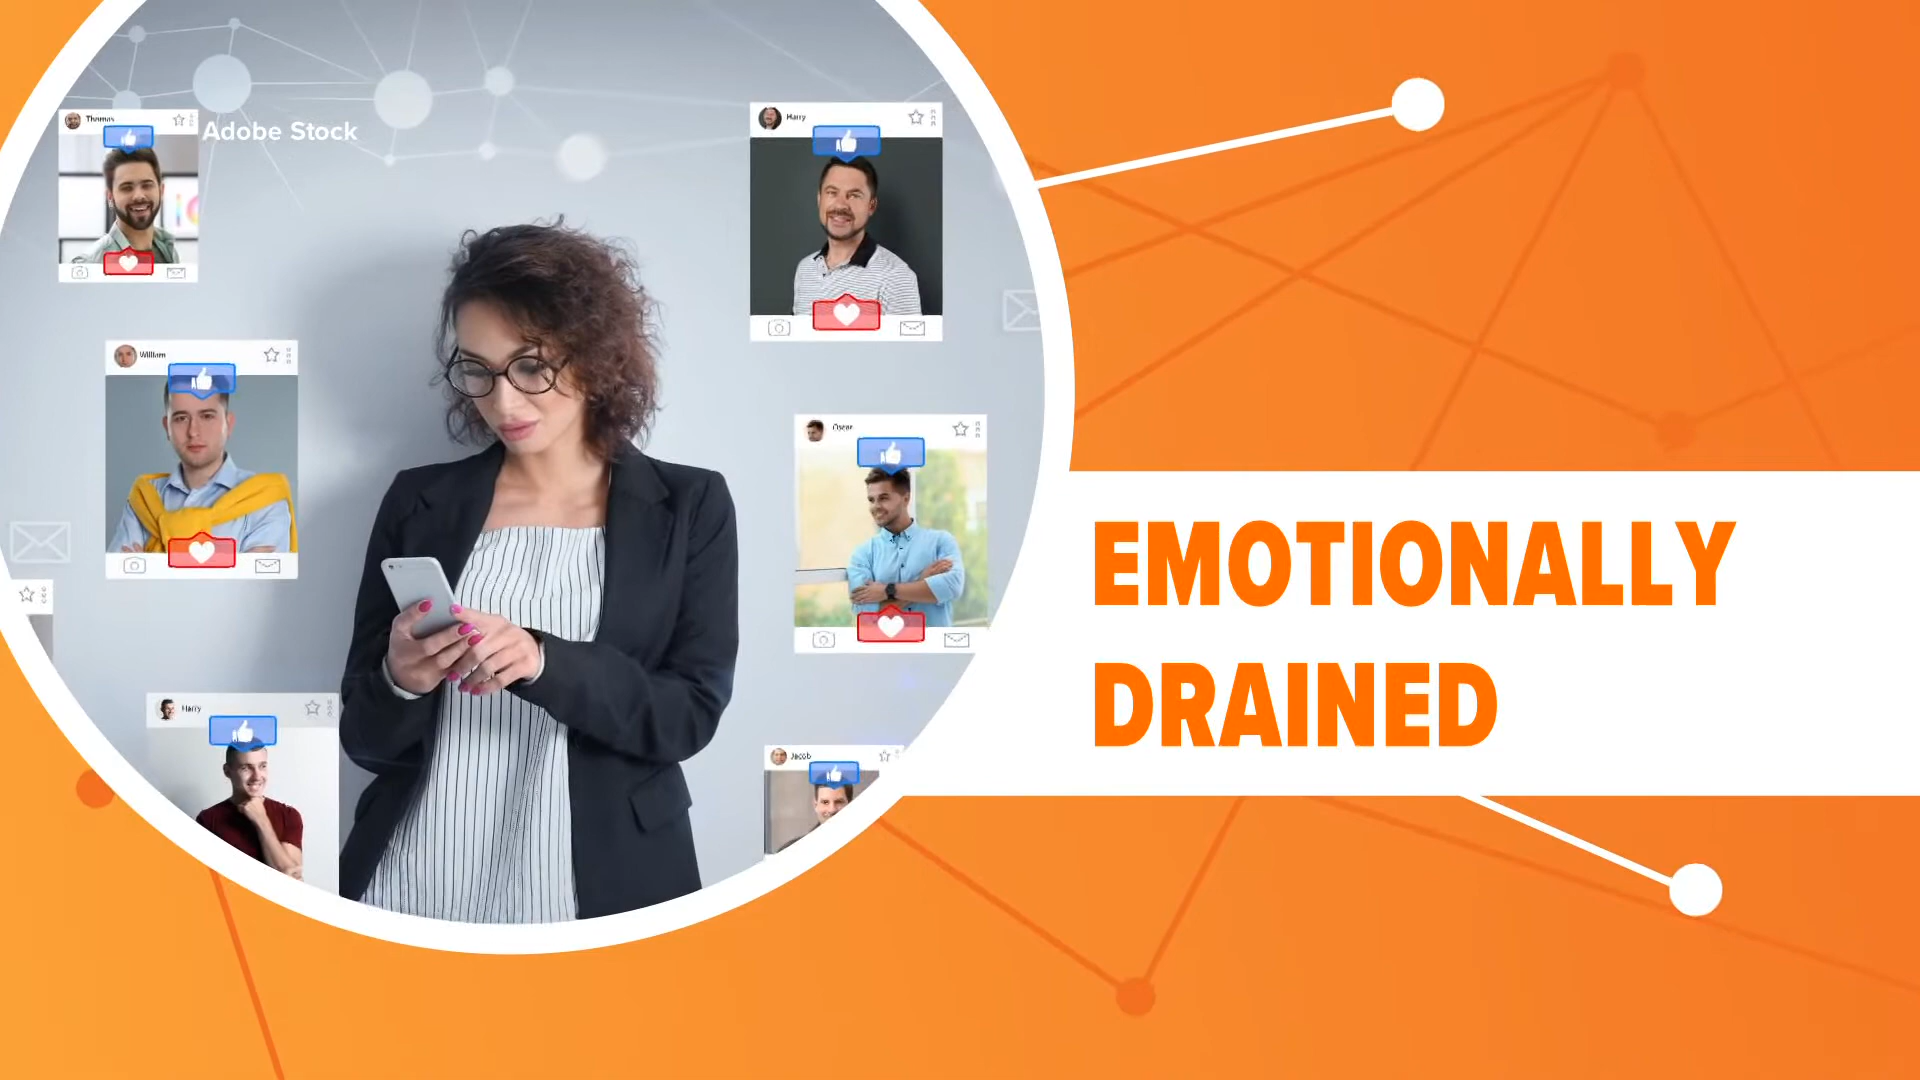 Thomas
Adobe Stock
Harry
William
Oscar
EMOTIONALLY
DRAINED
Harry
Jacob